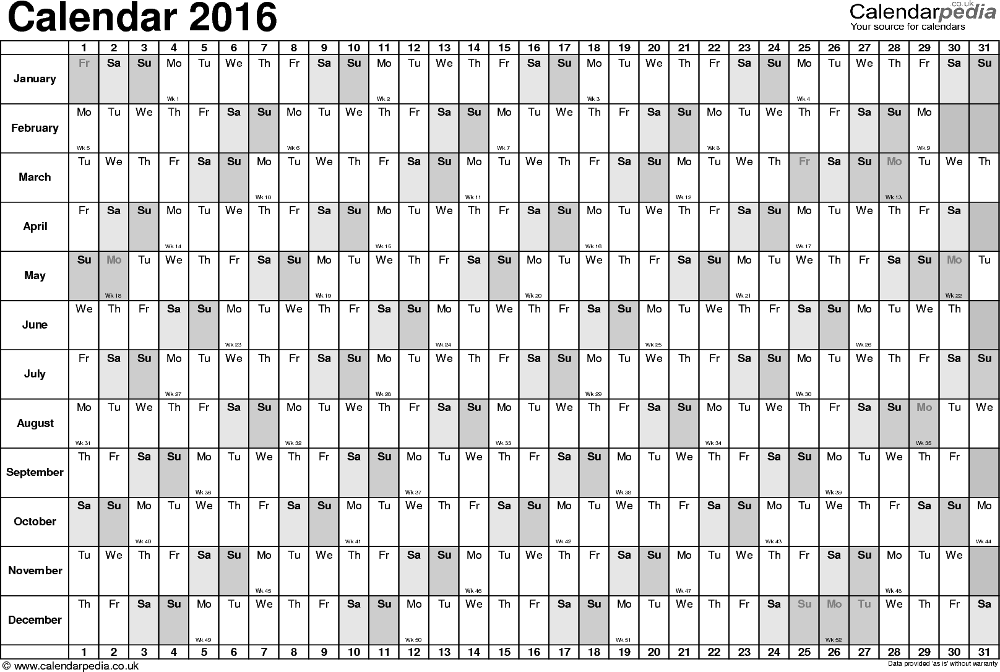 Calendar 2016
.co.uk
Calendarpedia
Your source for calendars
1 2 3 4 5 6 7 8 9 10 11 12 13 14 15 16 17 18 19 20 21 22 23 24 25 26 27 28 29 30 31
Fr Sa Su Mo Tu We Th Fr Sa Su Mo Tu We Th Fr Sa Su Mo Tu We Th Fr Sa Su Mo Tu We Th Fr Sa Su
January
Wk 1 Wk 2 Wk 3 Wk 4
Mo Tu We Th Fr Sa Su Mo Tu We Th Fr Sa Su Mo Tu We Th Fr Sa Su Mo Tu We Th Fr Sa Su Mo
February
Wk 5 Wk 6 Wk 7 Wk 8 Wk 9
Tu We Th Fr Sa Su Mo Tu We Th Fr Sa Su Mo Tu We Th Fr Sa Su Mo Tu We Th Fr Sa Su Mo Tu We Th
March
Wk 10 Wk 11 Wk 12 Wk 13
Fr Sa Su Mo Tu We Th Fr Sa Su Mo Tu We Th Fr Sa Su Mo Tu We Th Fr Sa Su Mo Tu We Th Fr Sa
April
Wk 14 Wk 15 Wk 16 Wk 17
Su Mo Tu We Th Fr Sa Su Mo Tu We Th Fr Sa Su Mo Tu We Th Fr Sa Su Mo Tu We Th Fr Sa Su Mo Tu
May
Wk 18 Wk 19 Wk 20 Wk 21 Wk 22
We Th Fr Sa Su Mo Tu We Th Fr Sa Su Mo Tu We Th Fr Sa Su Mo Tu We Th Fr Sa Su Mo Tu We Th
June
Wk 23 Wk 24 Wk 25 Wk 26
Fr Sa Su Mo Tu We Th Fr Sa Su Mo Tu We Th Fr Sa Su Mo Tu We Th Fr Sa Su Mo Tu We Th Fr Sa Su
July
Wk 27 Wk 28 Wk 29 Wk 30
Mo Tu We Th Fr Sa Su Mo Tu We Th Fr Sa Su Mo Tu We Th Fr Sa Su Mo Tu We Th Fr Sa Su Mo Tu We
August
Wk 31 Wk 32 Wk 33 Wk 34 Wk 35
Th Fr Sa Su Mo Tu We Th Fr Sa Su Mo Tu We Th Fr Sa Su Mo Tu We Th Fr Sa Su Mo Tu We Th Fr
September
Wk 36 Wk 37 Wk 38 Wk 39
Sa Su Mo Tu We Th Fr Sa Su Mo Tu We Th Fr Sa Su Mo Tu We Th Fr Sa Su Mo Tu We Th Fr Sa Su Mo
October
Wk 40 Wk 41 Wk 42 Wk 43 Wk 44
Tu We Th Fr Sa Su Mo Tu We Th Fr Sa Su Mo Tu We Th Fr Sa Su Mo Tu We Th Fr Sa Su Mo Tu We
November
Wk 45 Wk 46 Wk 47 Wk 48
Th Fr Sa Su Mo Tu We Th Fr Sa Su Mo Tu We Th Fr Sa Su Mo Tu We Th Fr Sa Su Mo Tu We Th Fr Sa
December
Wk 49 Wk 50 Wk 51 Wk 52
1 2 3 4 5 6 7 8 9 10 11 12 13 14 15 16 17 18 19 20 21 22 23 24 25 26 27 28 29 30 31
© www.calendarpedia.co.uk
Data provided 'as is' without warranty